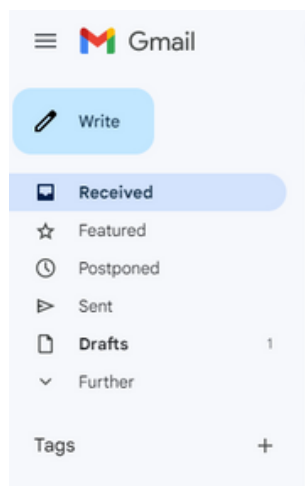 Gmail
Write
Received
Featured
Postponed
Sent
Drafts 1
Further
Tags +